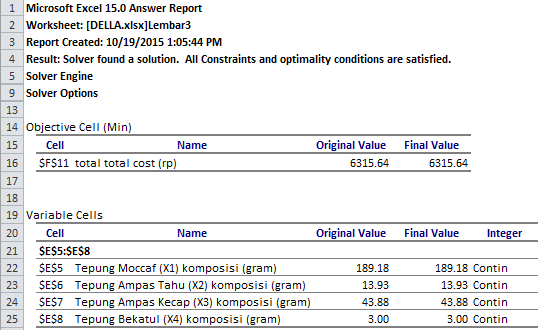 1 Microsoft Excel 15.0 Answer Report
2 Worksheet: [DELLA.xlsx]Lembar3
3 Report Created: 10/19/2015 1:05:44 PM
4 Result: Solver found a solution. All Constraints and optimality conditions are satisfied.
5 Solver Engine
9 Solver Options
13
14 Objective Cell (Min)
15 Cell Name Original Value Final Value
16 $F$11 total total cost (rp) 6315.64 6315.64
17
18
19 Variable Cells
20 Cell Name Original Value Final Value Integer
21 $E$5:$E$8
22 $E$5 Tepung Moccaf (X1) komposisi (gram) 189.18 189.18 Contin
23 $E$6 Tepung Ampas Tahu (X2) komposisi (gram) 13.93 13.93 Contin
24 $E$7 Tepung Ampas Kecap (X3) komposisi (gram) 43.88 43.88 Contin
25 $E$8 Tepung Bekatul (X4) komposisi (gram) 3.00 3.00 Contin